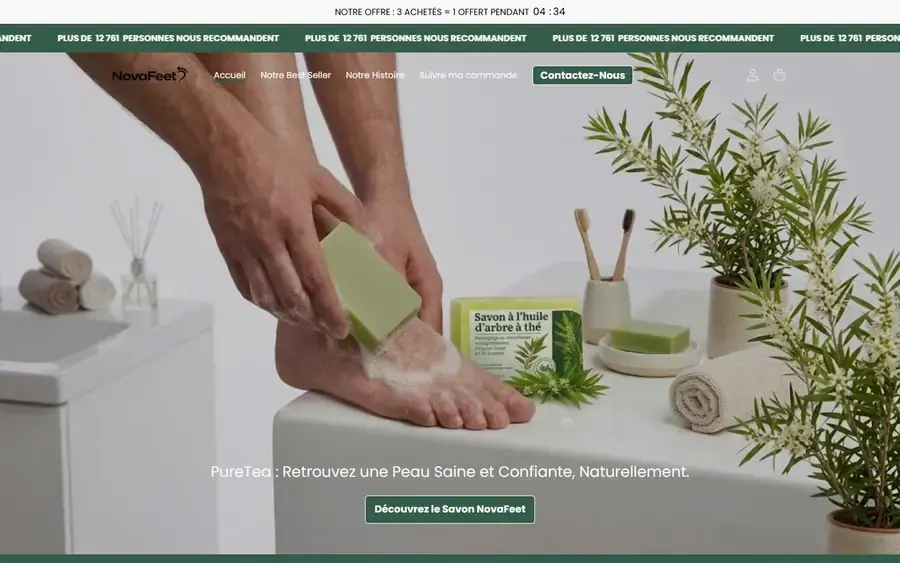 NOTRE OFFRE : 3 ACHETÉS = 1 OFFERT PENDANT 04 : 34
PLUS DE 12 761 PERSONNES NOUS RECOMMANDENT PLUS DE 12 761 PERSONNES NOUS RECOMMANDENT PLUS DE 12 761 PERSONNES NOUS RECOMMANDENT PLUS DE 12 761
NovaFeet Accueil Notre Best Seller Notre Histoire Suivre ma commande Contactez-Nous
Savon à l'huile
d'arbre à thé
PureTea : Retrouvez une Peau Saine et Confiante, Naturellement.
Découvrez le Savon NovaFeet